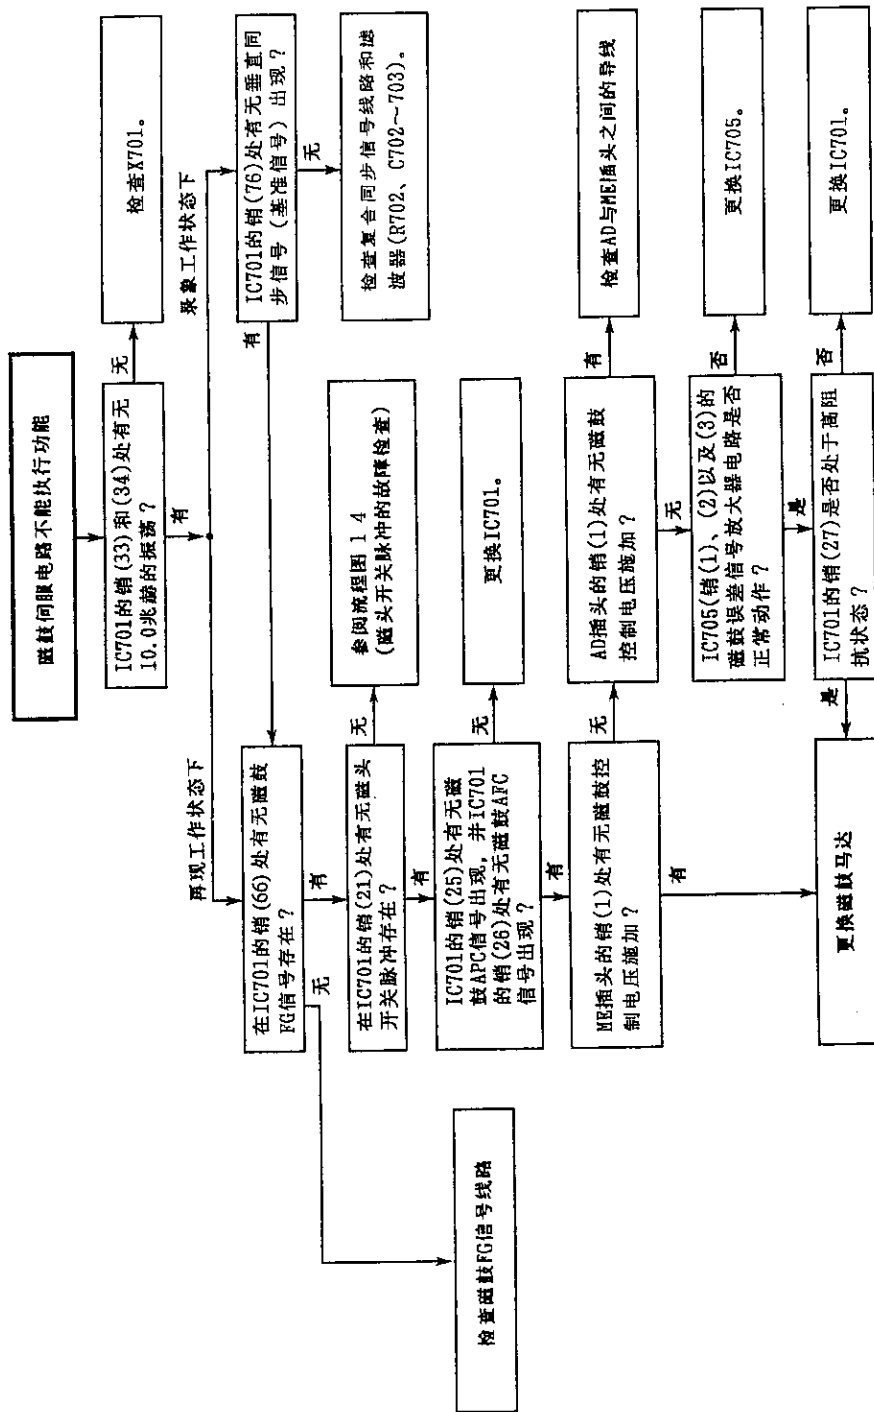 磁鼓伺服电路不能执行功能
IC701的销(33)和(34)处有无
10.0兆赫的振荡？
无
检查X701。
有
再现工作状态下
录象工作状态下
IC701的销(76)处有无垂直同
步信号(基准信号)出现？
有
无
检查复合同步信号线路和滤
波器(R702、C702～703)。
在IC701的销(66)处有无磁鼓
FG信号存在？
无
有
检查磁鼓FG信号线路
在IC701的销(21)处有无磁头
开关脉冲存在？
无
参阅流程图14
(磁头开关脉冲的故障检查)
有
IC701的销(25)处有无磁
鼓APC信号出现，并IC701
的销(26)处有无磁鼓AFC
信号出现？
无
更换IC701。
有
ME插头的销(1)处有无磁鼓控
制电压施加？
无
有
AD插头的销(1)处有无磁鼓
控制电压施加？
有
检查AD与ME插头之间的导线
无
IC705(销(1)、(2)以及(3)的
磁鼓误差信号放大器电路是否
正常动作？
否
更换IC705。
是
IC701的销(27)是否处于高阻
抗状态？
否
更换IC701。
是
更换磁鼓马达